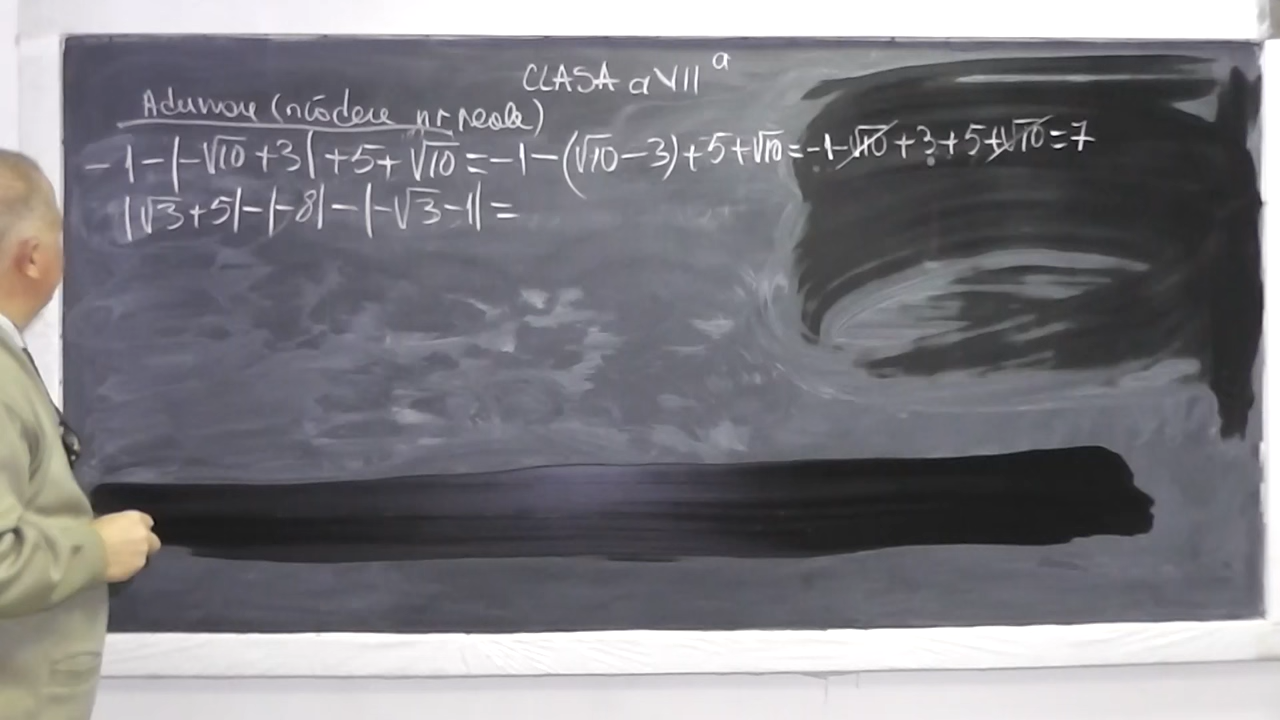 CLASA a VII a
Adunare (scădere nr. reale)
-1-|-√10+3|+5+√10=-1-(√10-3)+5+√10=-1-√10+3+5+√10=7
|√3+5|-|-8|-|-√3-1|=